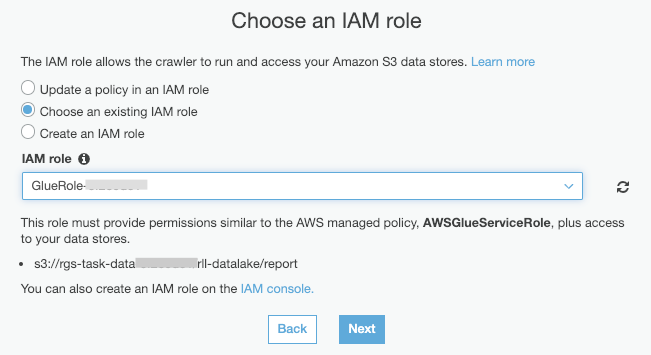 Choose an IAM role
The IAM role allows the crawler to run and access your Amazon S3 data stores. Learn more
Update a policy in an IAM role
Choose an existing IAM role
Create an IAM role
IAM role
GlueRole-
This role must provide permissions similar to the AWS managed policy, AWSGlueServiceRole, plus access
to your data stores.
• s3://rgs-task-data rll-datalake/report
You can also create an IAM role on the IAM console.
Back Next